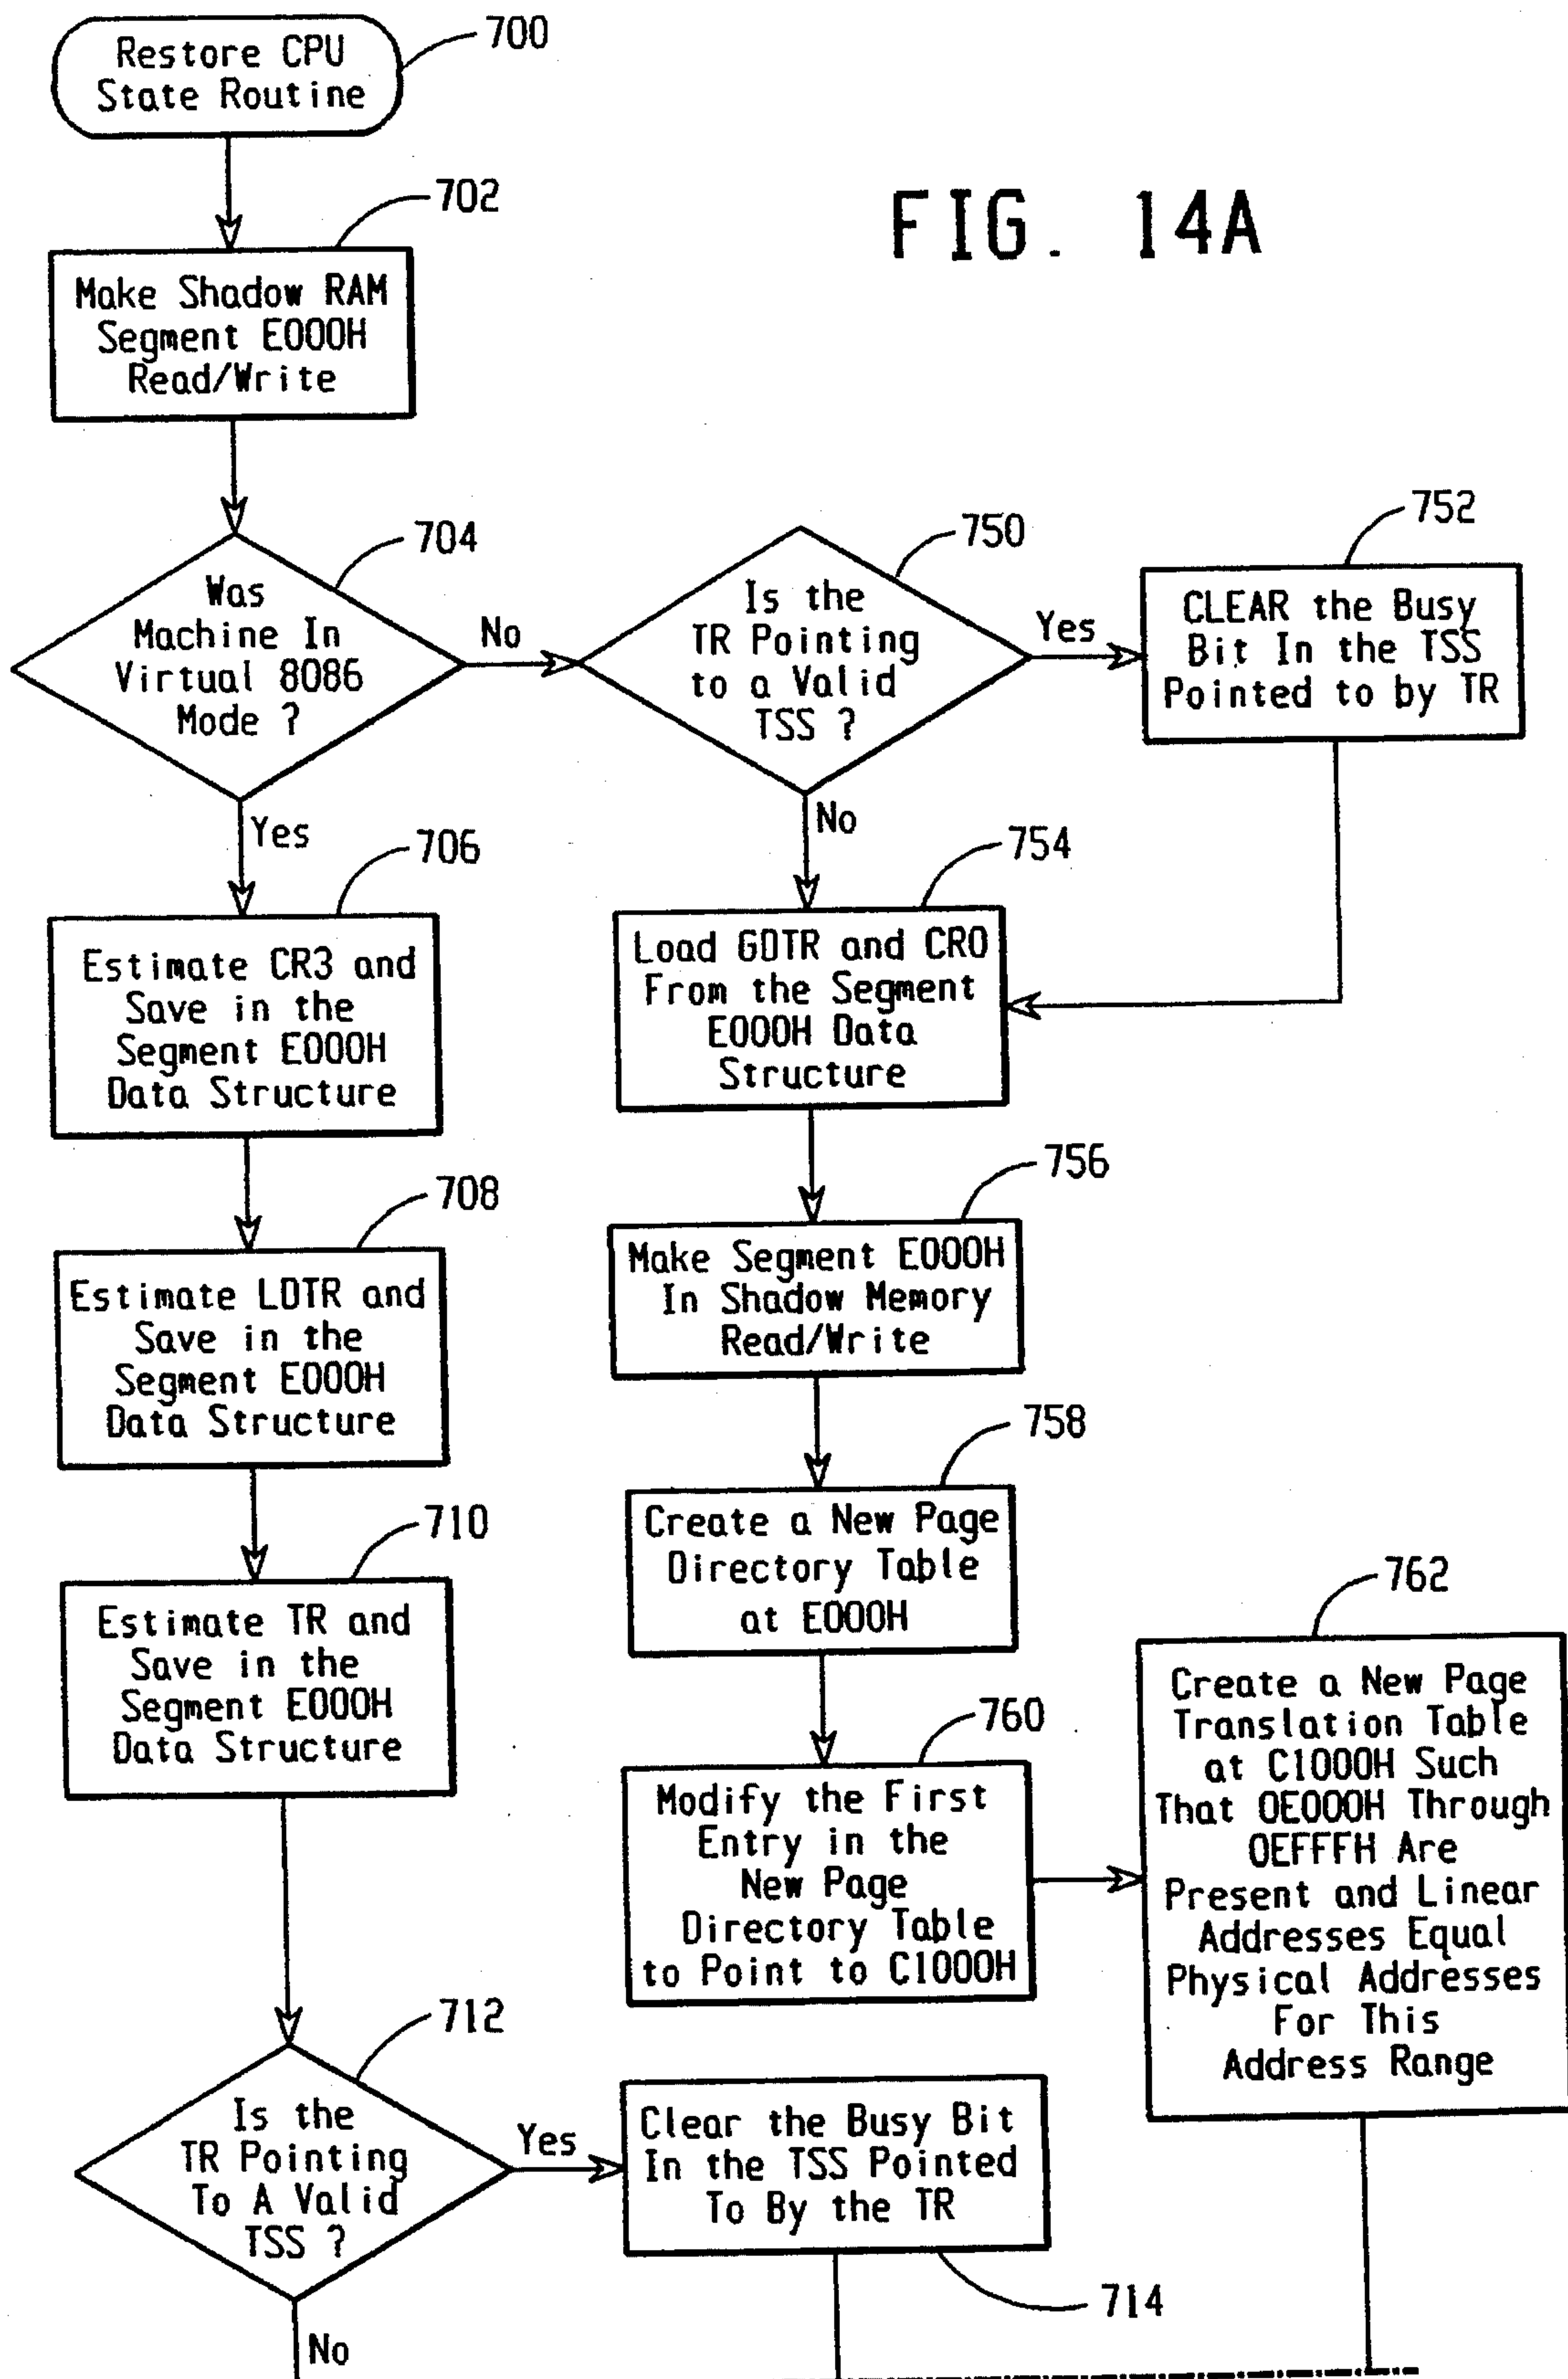 Restore CPU
State Routine
700
FIG. 14A
702
Make Shadow RAM
Segment E000H
Read/Write
704
Was
Machine In
Virtual 8086
Mode ?
No
Yes
750
Is the
TR Pointing
to a Valid
TSS ?
Yes
No
752
CLEAR the Busy
Bit In the TSS
Pointed to by TR
706
Estimate CR3 and
Save in the
Segment E000H
Data Structure
754
Load GDTR and CR0
From the Segment
E000H Data
Structure
708
Estimate LDTR and
Save in the
Segment E000H
Data Structure
756
Make Segment E000H
In Shadow Memory
Read/Write
710
Estimate TR and
Save in the
Segment E000H
Data Structure
758
Create a New Page
Directory Table
at E000H
760
Modify the First
Entry in the
New Page
Directory Table
to Point to C1000H
762
Create a New Page
Translation Table
at C1000H Such
That 0E000H Through
0EFFFH Are
Present and Linear
Addresses Equal
Physical Addresses
For This
Address Range
712
Is the
TR Pointing
To A Valid
TSS ?
Yes
No
Clear the Busy Bit
In the TSS Pointed
To By the TR
714